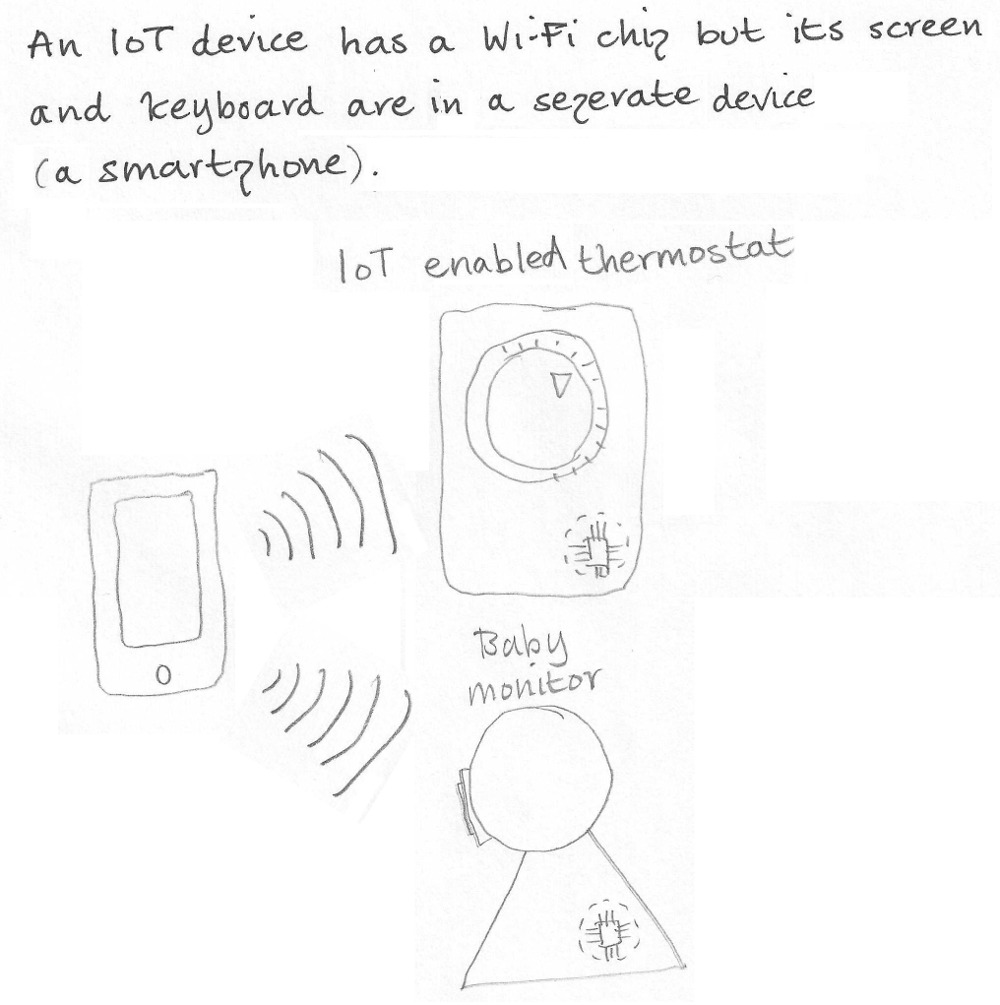 An IoT device has a Wi-Fi chip but its screen
and keyboard are in a seperate device
(a smartphone).
IoT enabled thermostat
Baby
monitor